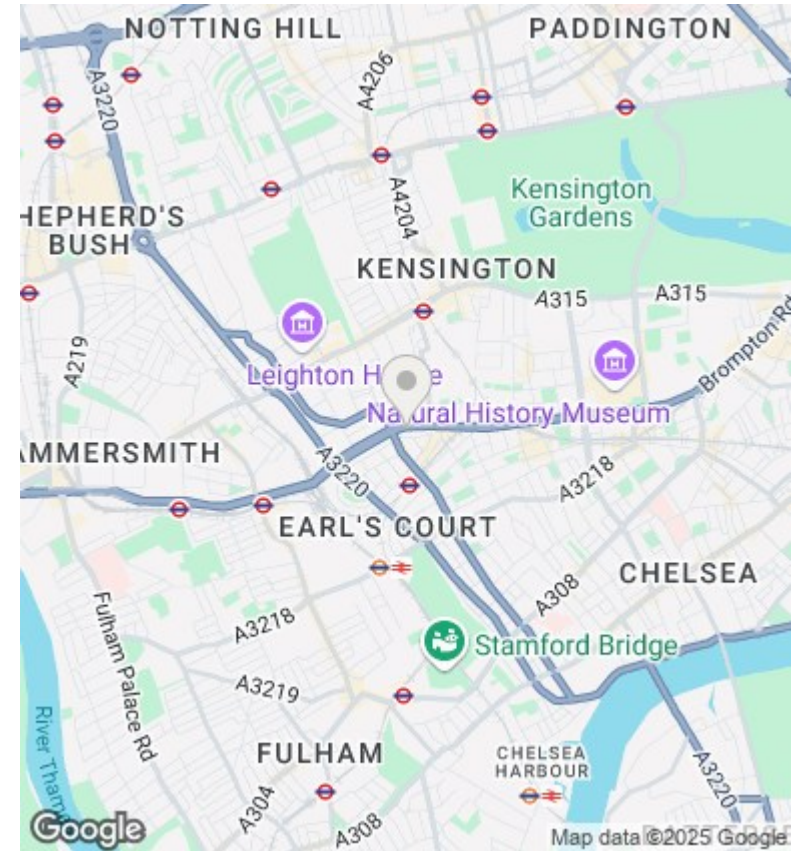 NOTTING HILL
PADDINGTON
A3220
A4206
A4204
Kensington
Gardens
HEPHERD'S
BUSH
KENSINGTON
A315
A315
A219
Leighton H
Brompton Rd
Natural History Museum
AMMERSMITH
A3220
A3218
EARL'S COURT
CHELSEA
A308
A3218
Fulham Palace Rd
Stamford Bridge
A3219
River Tham
FULHAM
CHELSEA
HARBOUR
A3220
A304
A308
Google
Map data ©2025 Google